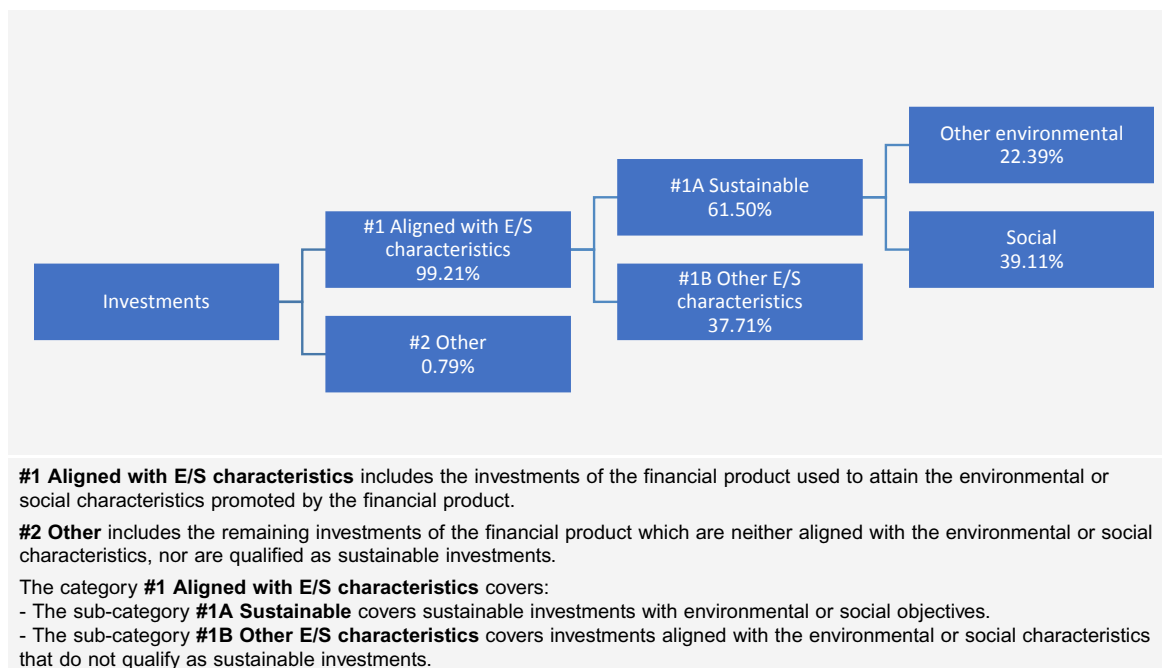 Investments
#1 Aligned with E/S
characteristics
99.21%
#2 Other
0.79%
#1A Sustainable
61.50%
#1B Other E/S
characteristics
37.71%
Other environmental
22.39%
Social
39.11%
#1 Aligned with E/S characteristics includes the investments of the financial product used to attain the environmental or
social characteristics promoted by the financial product.
#2 Other includes the remaining investments of the financial product which are neither aligned with the environmental or social
characteristics, nor are qualified as sustainable investments.
The category #1 Aligned with E/S characteristics covers:
- The sub-category #1A Sustainable covers sustainable investments with environmental or social objectives.
- The sub-category #1B Other E/S characteristics covers investments aligned with the environmental or social characteristics
that do not qualify as sustainable investments.